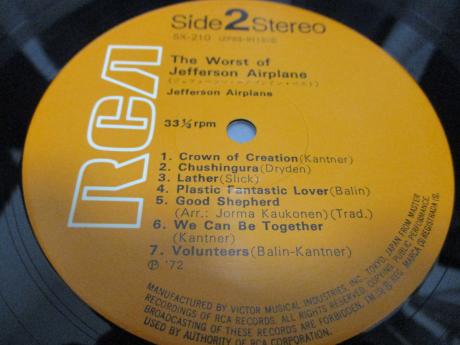 Side 2 Stereo
SX-210
The Worst of
Jefferson Airplane
Jefferson Airplane
RCA
33⅓ rpm
1. Crown of Creation (Kantner)
2. Chushingura (Dryden)
3. Lather (Slick)
4. Plastic Fantastic Lover (Balin)
5. Good Shepherd
(Arr.: Jorma Kaukonen) (Trad.)
6. We Can Be Together
(Kantner)
7. Volunteers (Balin-Kantner)
Ⓟ '72
MANUFACTURED BY VICTOR MUSICAL INDUSTRIES, INC. TOKYO, JAPAN FROM MASTER
RECORDINGS OF RCA RECORDS. ALL RIGHTS RESERVED. COPYING, PUBLIC PERFORMANCE
BROADCASTING OF THESE RECORDS ARE FORBIDDEN. TM(S) ® REG MARCA(S) REGISTRADA(S).
USED BY AUTHORITY OF RCA CORPORATION.